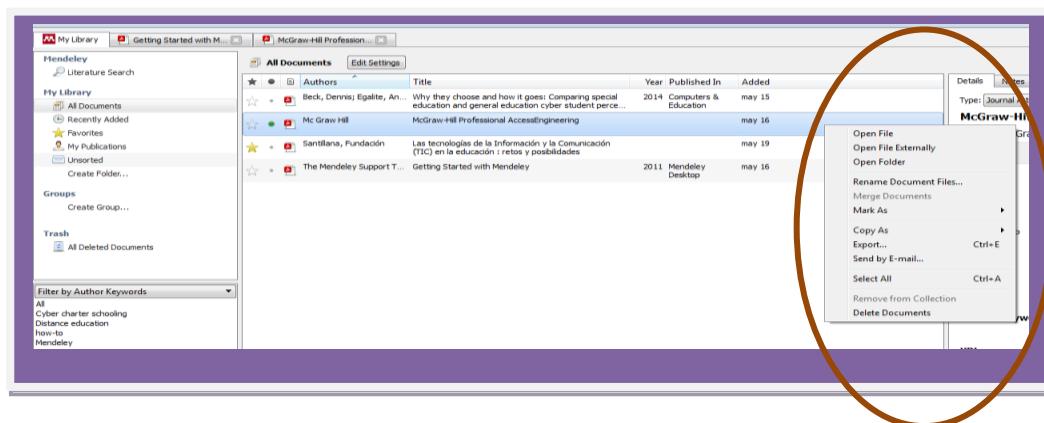 My Library
Getting Started with M...
McGraw-Hill Profession...
Mendeley
Literature Search
My Library
All Documents
Recently Added
Favorites
My Publications
Unsorted
Create Folder...
Groups
Create Group...
Trash
All Deleted Documents
Filter by Author Keywords
All
Cyber charter schooling
Distance education
how-to
Mendeley
All Documents
Edit Settings
Authors Title Year Published In Added
Beck, Dennis; Egalite, An... Why they choose and how it goes: Comparing special 2014 Computers & may 15
education and general education cyber student perce... Education
Mc Graw Hill McGraw-Hill Professional AccessEngineering may 16
Santillana, Fundación Las tecnologías de la Información y la Comunicación may 19
(TIC) en la educación : retos y posbilidades
The Mendeley Support T... Getting Started with Mendeley 2011 Mendeley may 16
Desktop
Details Notes
Type: Journal
McGraw-Hi
Open File
Open File Externally
Open Folder
Rename Document Files...
Merge Documents
Mark As
Copy As
Export... Ctrl+E
Send by E-mail...
Select All Ctrl+A
Remove from Collection
Delete Documents